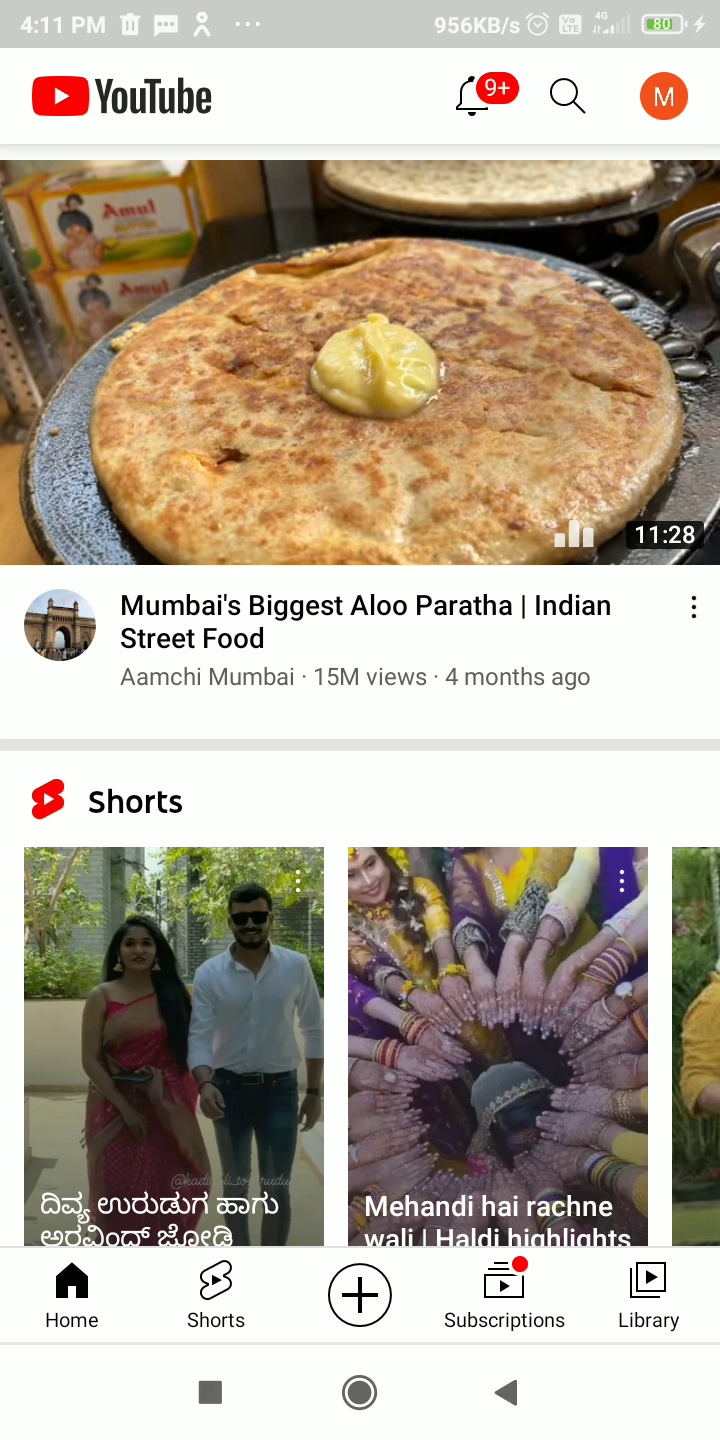 4:11 PM
956KB/s
Vo
LTE
4G
80
YouTube
9+
M
Amul
Amul
11:28
Mumbai's Biggest Aloo Paratha | Indian
Street Food
Aamchi Mumbai · 15M views · 4 months ago
Shorts
ದಿವ್ಯ ಉರುಡುಗ ಹಾಗು
ಅರವಿಂದ್ ಜೋಡಿ
Mehandi hai rachne
wali | Haldi highlights
Home
Shorts
Subscriptions
Library